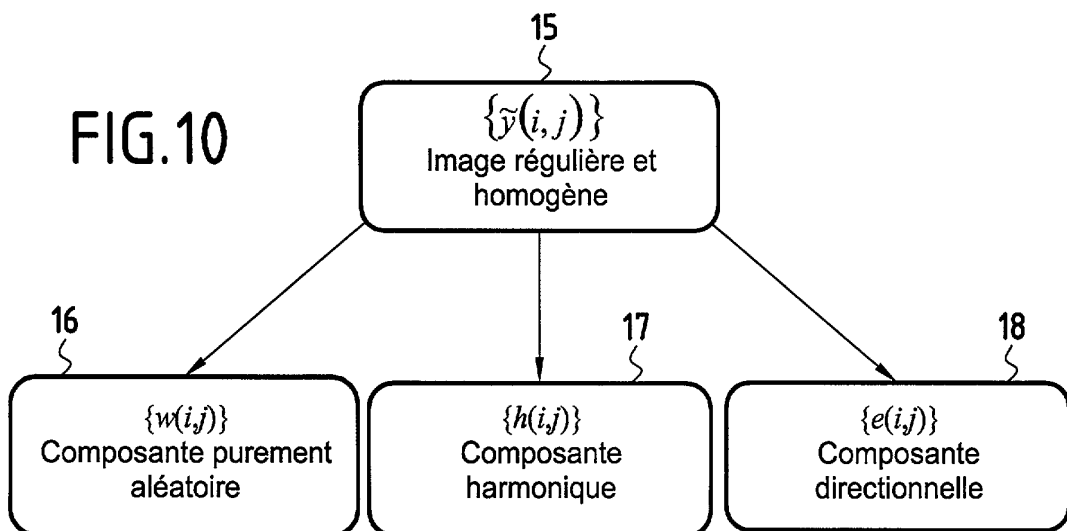 15
FIG.10
{ỹ(i, j)}
Image régulière et
homogène
16
17
18
{w(i,j)}
Composante purement
aléatoire
{h(i,j)}
Composante
harmonique
{e(i,j)}
Composante
directionnelle